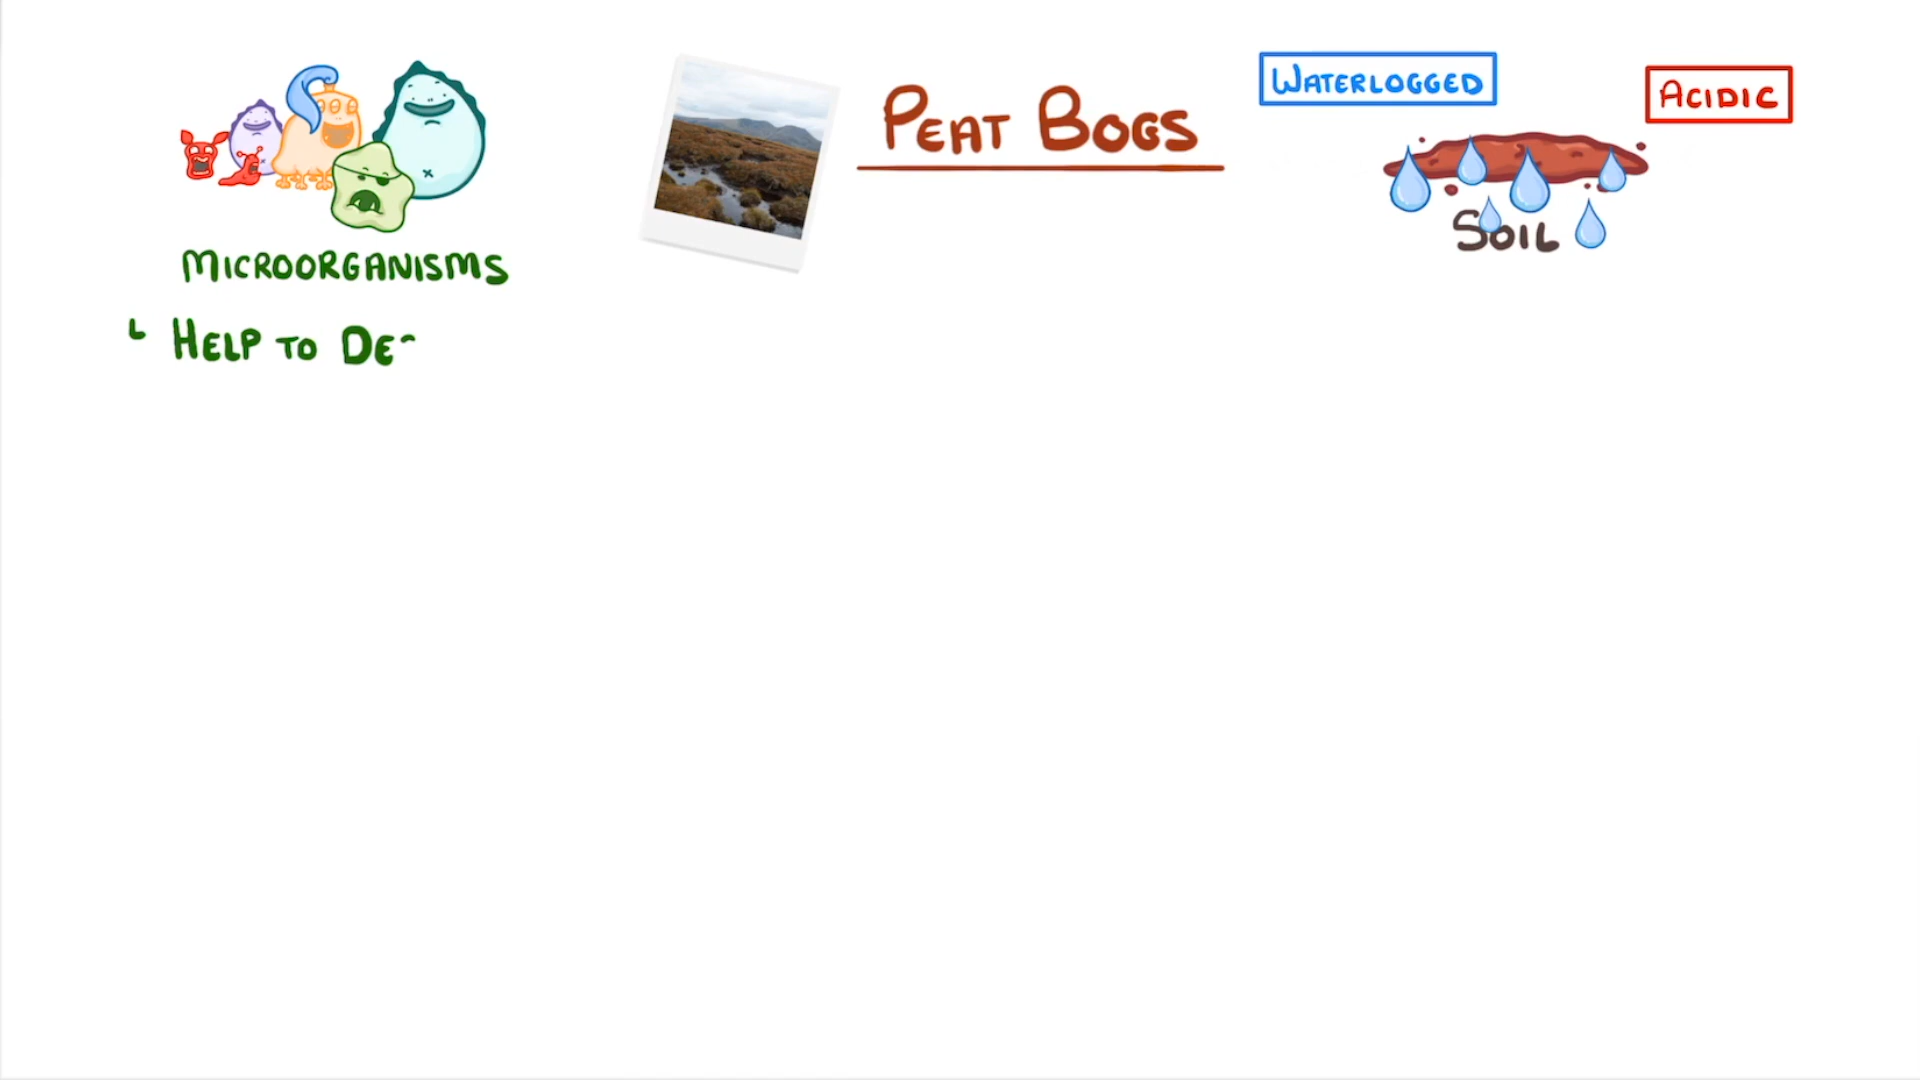 PEAT BOGS
WATERLOGGED
ACIDIC
SOIL
MICROORGANISMS
HELP TO DE